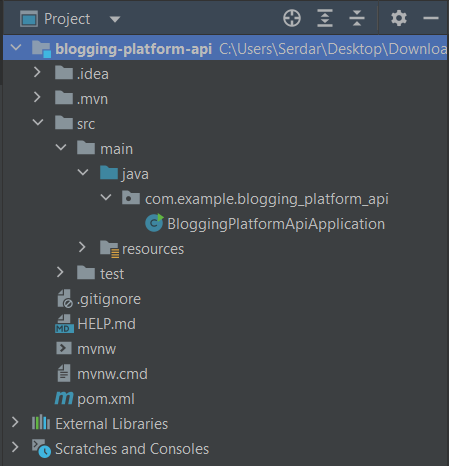 Project
blogging-platform-api C:\Users\Serdar\Desktop\Downloa
.idea
.mvn
src
main
java
com.example.blogging_platform_api
C BloggingPlatformApiApplication
resources
test
.gitignore
MD HELP.md
mvnw
mvnw.cmd
m pom.xml
External Libraries
Scratches and Consoles